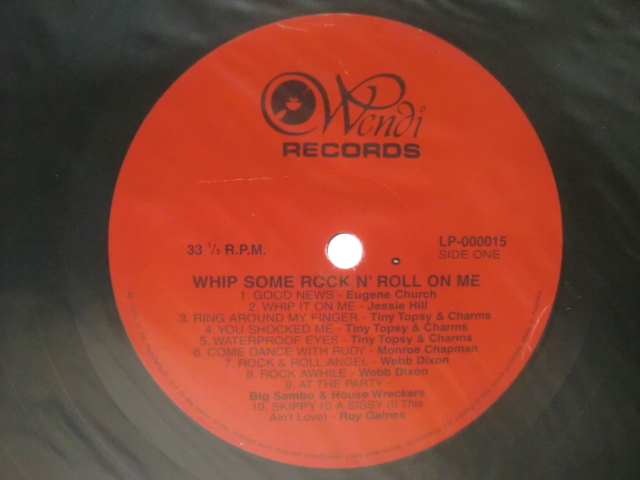 Wendi
RECORDS
33 1/3 R.P.M.
LP-000015
SIDE ONE
WHIP SOME ROCK N' ROLL ON ME
1. GOOD NEWS - Eugene Church
2. WHIP IT ON ME - Jessie Hill
3. RING AROUND MY FINGER - Tiny Topsy & Charms
4. YOU SHOCKED ME - Tiny Topsy & Charms
5. WATERPROOF EYES - Tiny Topsy & Charms
6. COME DANCE WITH RUDY - Monroe Chapman
7. ROCK & ROLL ANGEL - Webb Dixon
8. ROCK AWHILE - Webb Dixon
9. AT THE PARTY -
Big Sambo & House Wreckers
10. SKIPPY IS A SISSY (It This
Ain't Love) - Roy Gaines